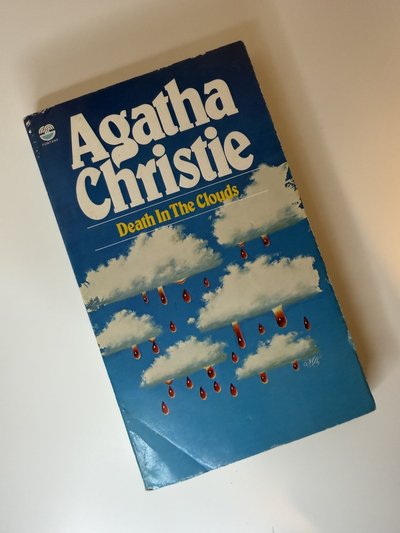 Agatha
Christie
Death In The Clouds